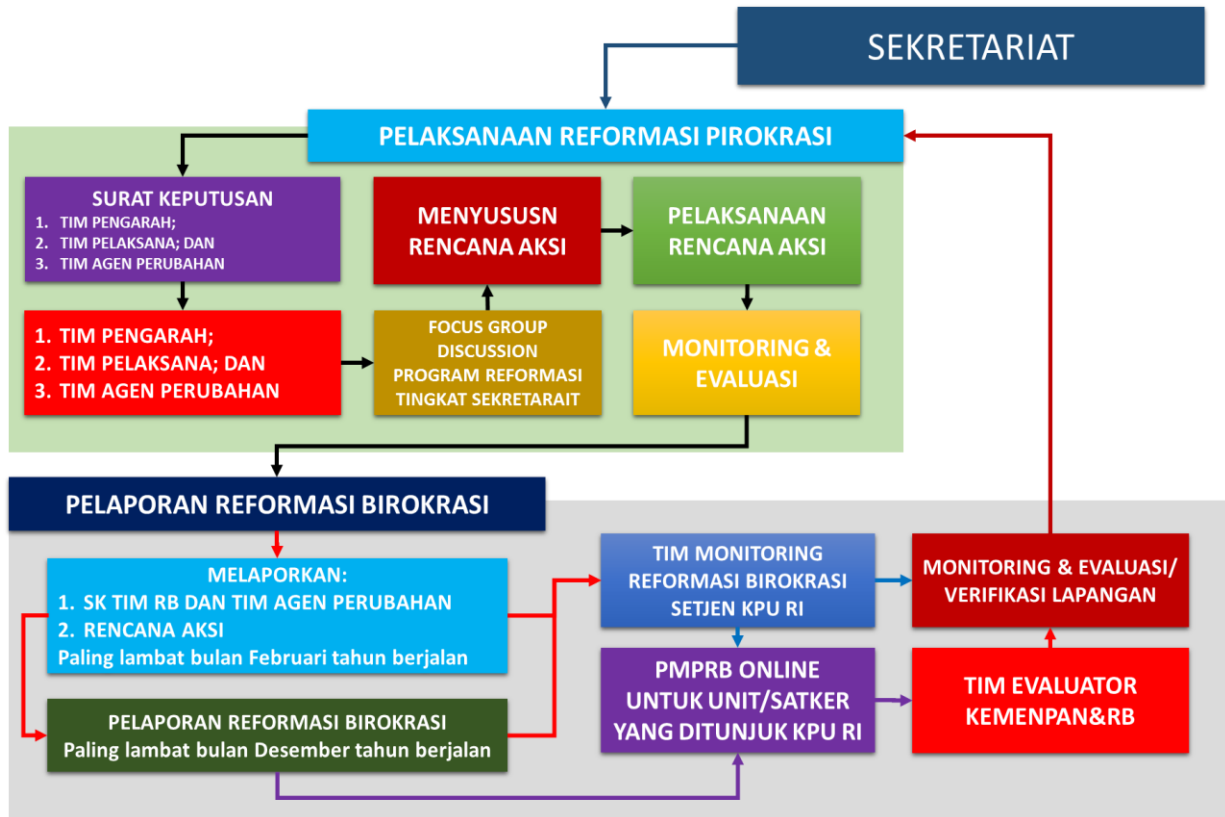 SEKRETARIAT
PELAKSANAAN REFORMASI PIROKRASI
SURAT KEPUTUSAN
1. TIM PENGARAH;
2. TIM PELAKSANA; DAN
3. TIM AGEN PERUBAHAN
MENYUSUSN
RENCANA AKSI
PELAKSANAAN
RENCANA AKSI
1. TIM PENGARAH;
2. TIM PELAKSANA; DAN
3. TIM AGEN PERUBAHAN
FOCUS GROUP
DISCUSSION
PROGRAM REFORMASI
TINGKAT SEKRETARAIT
MONITORING &
EVALUASI
PELAPORAN REFORMASI BIROKRASI
MELAPORKAN:
1. SK TIM RB DAN TIM AGEN PERUBAHAN
2. RENCANA AKSI
Paling lambat bulan Februari tahun berjalan
TIM MONITORING
REFORMASI BIROKRASI
SETJEN KPU RI
MONITORING & EVALUASI/
VERIFIKASI LAPANGAN
PELAPORAN REFORMASI BIROKRASI
Paling lambat bulan Desember tahun berjalan
PMPRB ONLINE
UNTUK UNIT/SATKER
YANG DITUNJUK KPU RI
TIM EVALUATOR
KEMENPAN&RB